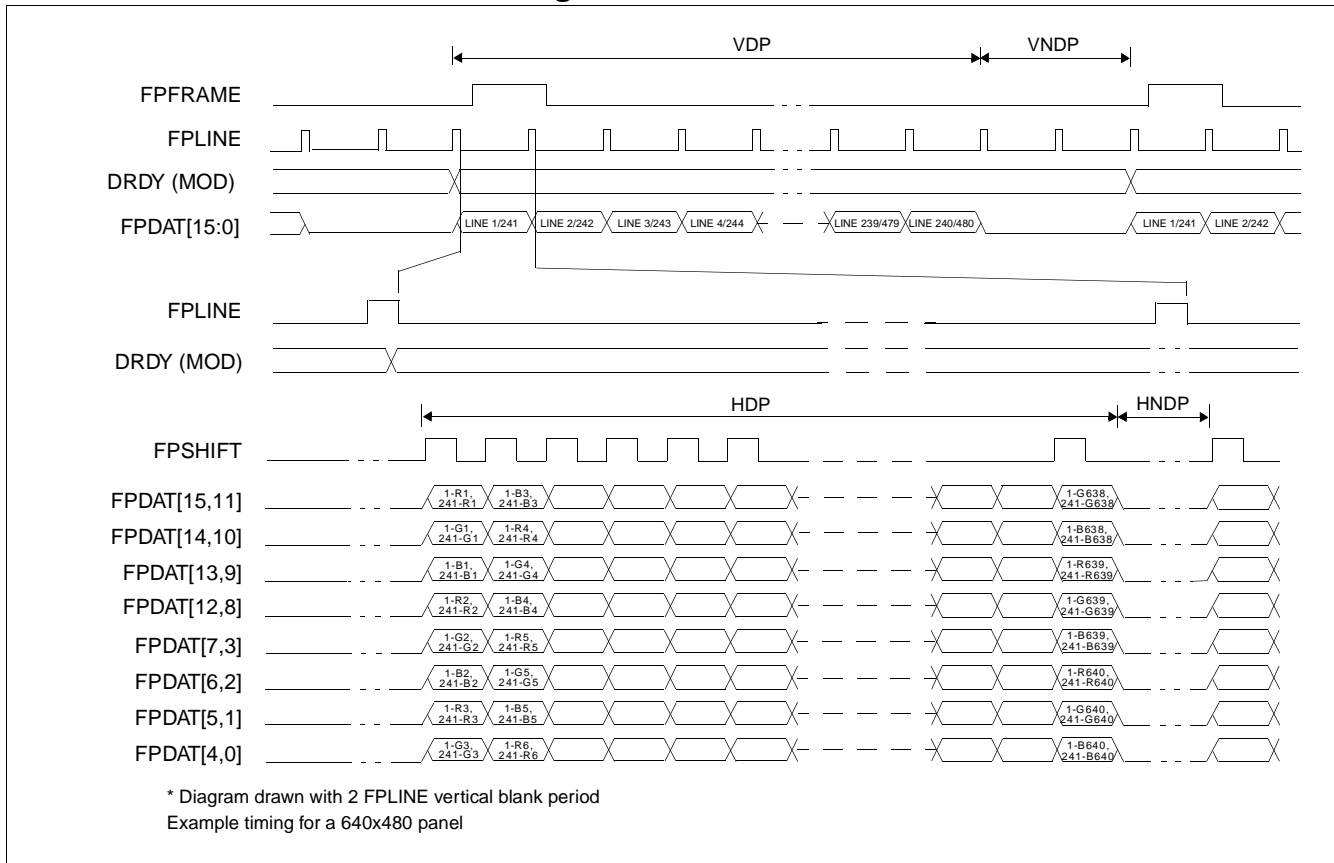 VDP VNDP
FPFRAME
FPLINE
DRDY (MOD)
FPDAT[15:0] LINE 1/241 LINE 2/242 LINE 3/243 LINE 4/244 LINE 239/479 LINE 240/480 LINE 1/241 LINE 2/242
FPLINE
DRDY (MOD)
HDP HNDP
FPSHIFT
FPDAT[15,11] 1-R1, 241-R1 1-B3, 241-B3 1-G638, 241-G638
FPDAT[14,10] 1-G1, 241-G1 1-R4, 241-R4 1-B638, 241-B638
FPDAT[13,9] 1-B1, 241-B1 1-G4, 241-G4 1-R639, 241-R639
FPDAT[12,8] 1-R2, 241-R2 1-B4, 241-B4 1-G639, 241-G639
FPDAT[7,3] 1-G2, 241-G2 1-R5, 241-R5 1-B639, 241-B639
FPDAT[6,2] 1-B2, 241-B2 1-G5, 241-G5 1-R640, 241-R640
FPDAT[5,1] 1-R3, 241-R3 1-B5, 241-B5 1-G640, 241-G640
FPDAT[4,0] 1-G3, 241-G3 1-R6, 241-R6 1-B640, 241-B640
* Diagram drawn with 2 FPLINE vertical blank period
Example timing for a 640x480 panel